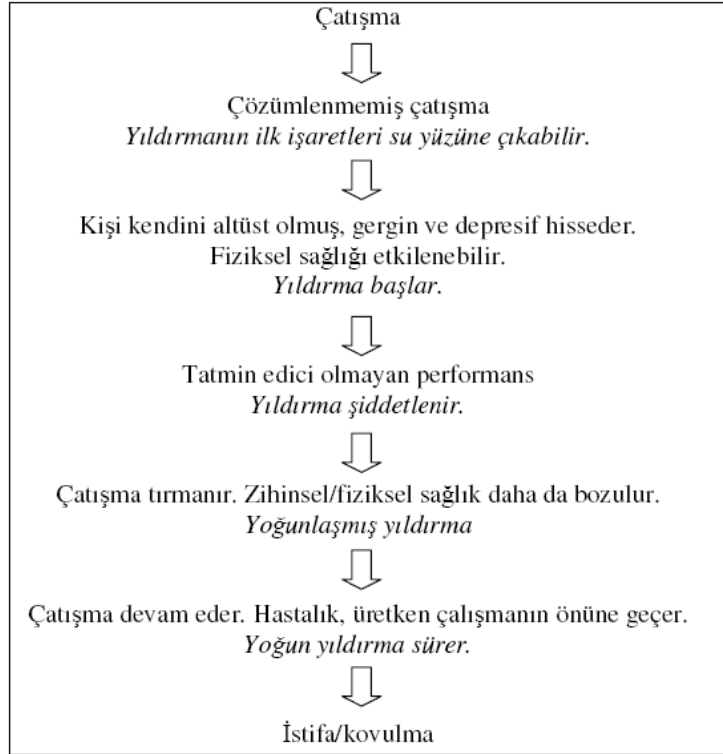 Çatışma
Çözümlenmemiş çatışma
Yıldırmanın ilk işaretleri su yüzüne çıkabilir.
Kişi kendini altüst olmuş, gergin ve depresif hisseder.
Fiziksel sağlığı etkilenebilir.
Yıldırma başlar.
Tatmin edici olmayan performans
Yıldırma şiddetlenir.
Çatışma tırmanır. Zihinsel/fiziksel sağlık daha da bozulur.
Yoğunlaşmış yıldırma
Çatışma devam eder. Hastalık, üretken çalışmanın önüne geçer.
Yoğun yıldırma sürer.
İstifa/kovulma